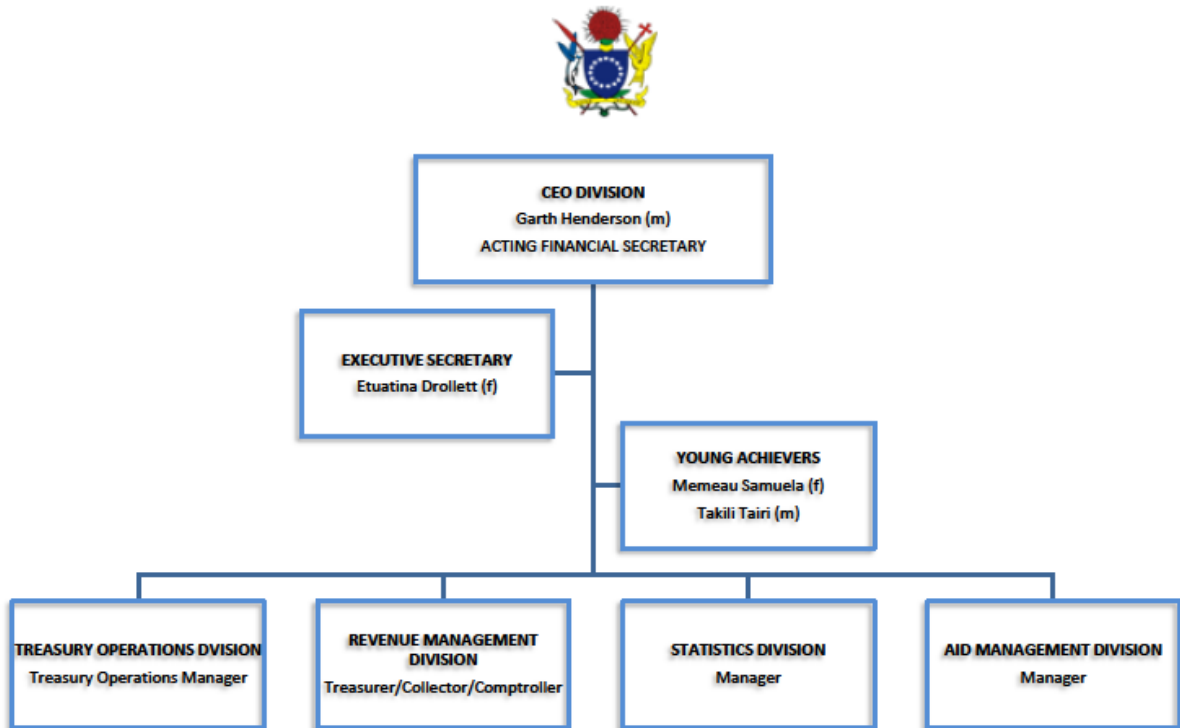 CEO DIVISION
Garth Henderson (m)
ACTING FINANCIAL SECRETARY
EXECUTIVE SECRETARY
Etuatina Drollett (f)
YOUNG ACHIEVERS
Memeau Samuela (f)
Takili Tairi (m)
TREASURY OPERATIONS DVISION
Treasury Operations Manager
REVENUE MANAGEMENT
DIVISION
Treasurer/Collector/Comptroller
STATISTICS DIVISION
Manager
AID MANAGEMENT DIVISION
Manager